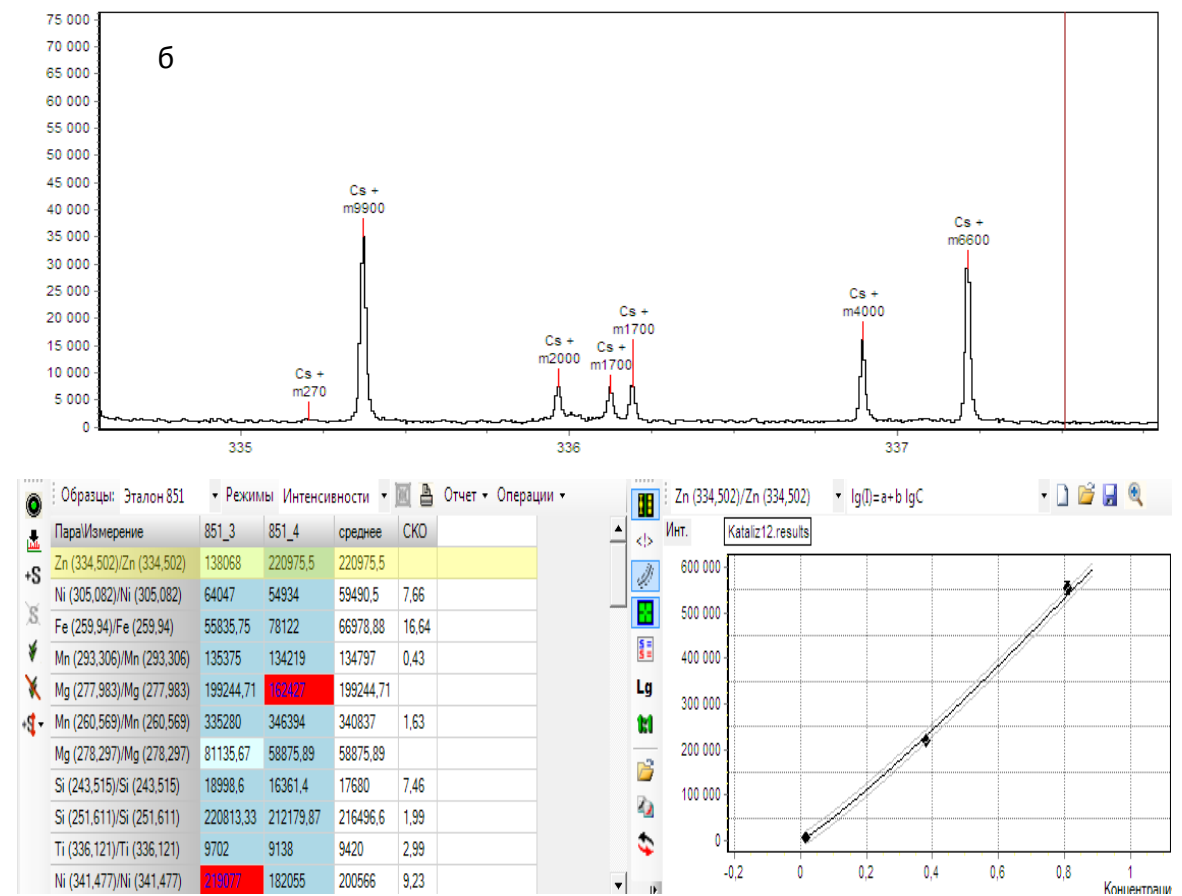 75 000
70 000
б
65 000
60 000
55 000
50 000
45 000
Cs +
m9900
40 000
35 000
Cs +
m6600
30 000
25 000
Cs +
m4000
20 000
Cs +
m1700
15 000
Cs +
m2000
Cs +
m1700
10 000
Cs +
m270
5 000
0
335 336 337
Образцы: Эталон 851 Режимы Интенсивности Отчет Операции
Пара\Измерение 851_3 851_4 среднее СКО
Zn (334,502)/Zn (334,502) 138068 220975,5 220975,5
Ni (305,082)/Ni (305,082) 64047 54934 59490,5 7,66
Fe (259,94)/Fe (259,94) 55835,75 78122 66978,88 16,64
Mn (293,306)/Mn (293,306) 135375 134219 134797 0,43
Mg (277,983)/Mg (277,983) 199244,71 162427 199244,71
Mn (260,569)/Mn (260,569) 335280 346394 340837 1,63
Mg (278,297)/Mg (278,297) 81135,67 58875,89 58875,89
Si (243,515)/Si (243,515) 18998,6 16361,4 17680 7,46
Si (251,611)/Si (251,611) 220813,33 212179,87 216496,6 1,99
Ti (336,121)/Ti (336,121) 9702 9138 9420 2,99
Ni (341,477)/Ni (341,477) 219077 182055 200566 9,23
+S
S
+S
<!>
S =
S =
Lg
1:1
Zn (334,502)/Zn (334,502) lg(I)=a+b lgC
Инт. Kataliz12.results
600 000
500 000
400 000
300 000
200 000
100 000
0
-0,2 0 0,2 0,4 0,6 0,8 1
Концентраци